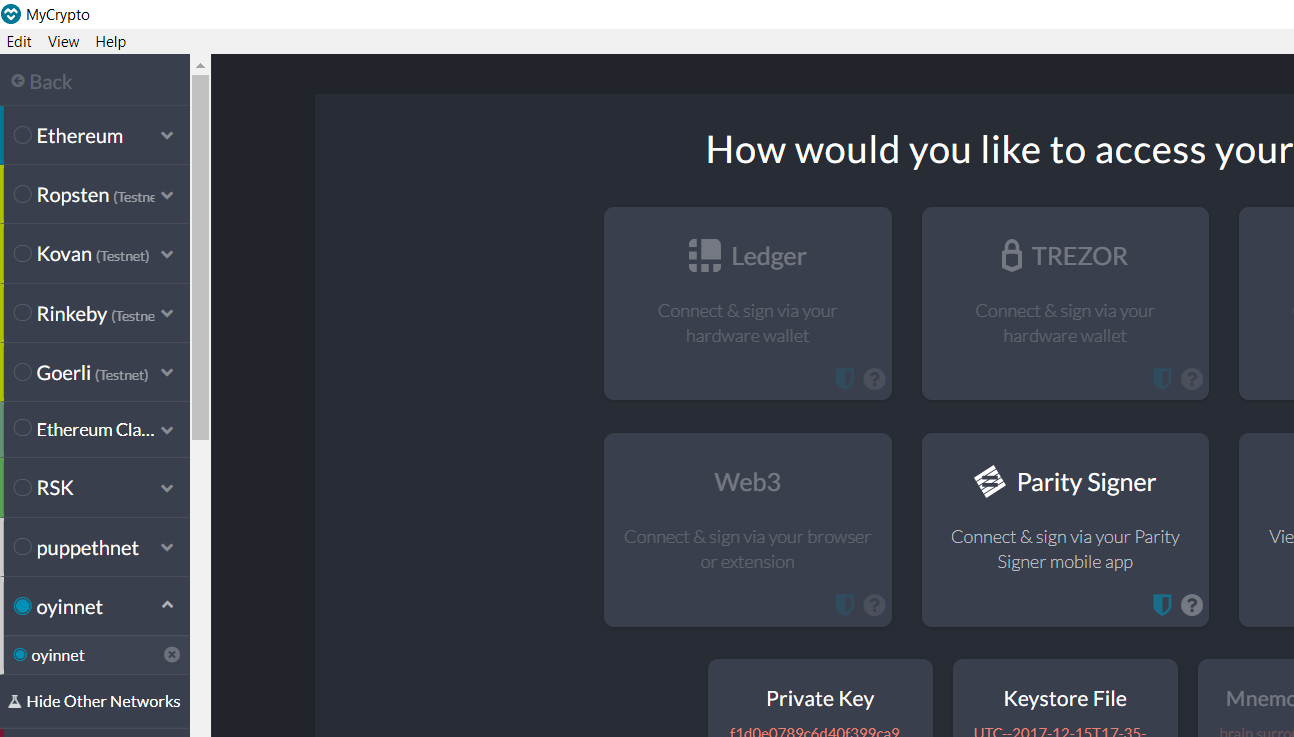 MyCrypto
Edit View Help
Back
Ethereum
Ropsten (Testne
Kovan (Testnet)
Rinkeby (Testne
Goerli (Testnet)
Ethereum Cla...
RSK
puppethnet
oyinnet
oyinnet
Hide Other Networks
How would you like to access your
Ledger
Connect & sign via your
hardware wallet
?
TREZOR
Connect & sign via your
hardware wallet
?
Web3
Connect & sign via your browser
or extension
?
Parity Signer
Connect & sign via your Parity
Signer mobile app
?
Vie
Private Key
f1d0e0789c6d40f399ca9
Keystore File
UTC--2017-12-15T17-35-
Mnemo
brain surro